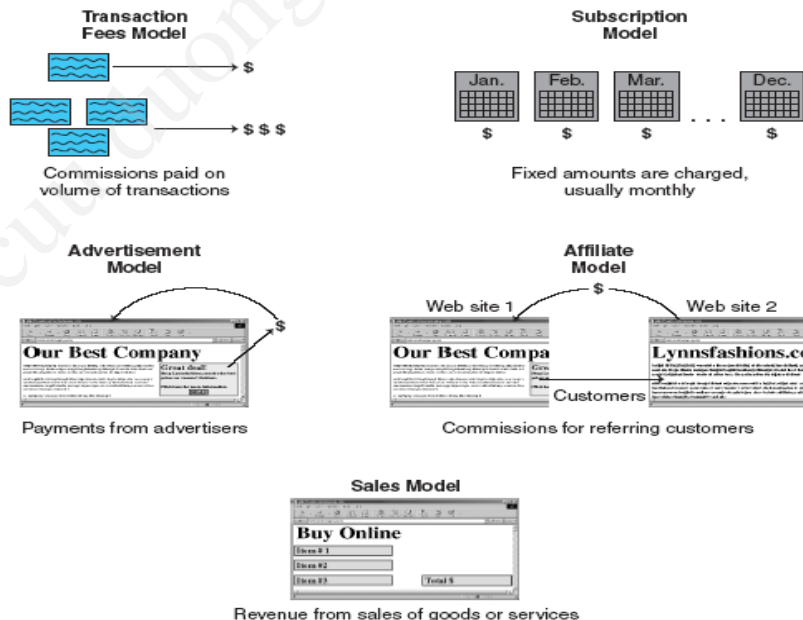 Transaction
Fees Model
$
$ $ $
Commissions paid on
volume of transactions
Subscription
Model
Jan. Feb. Mar. . . . Dec.
$ $ $ $
Fixed amounts are charged,
usually monthly
Advertisement
Model
$
Our Best Company
Great deal!
Payments from advertisers
Affiliate
Model
$
Web site 1
Web site 2
Our Best Compa
Lynnsfashions.co
Customers
Commissions for referring customers
Sales Model
Buy Online
Item # 1
Item #2
Item #3
Total $
Revenue from sales of goods or services